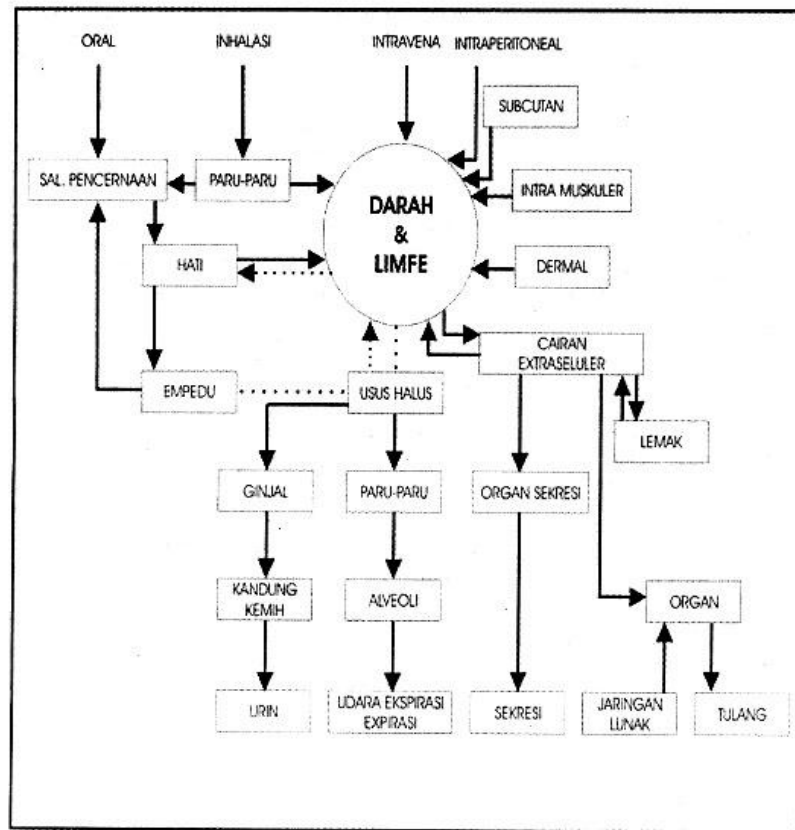 ORAL
INHALASI
INTRAVENA
INTRAPERITONEAL
SUBCUTAN
SAL. PENCERNAAN
PARU-PARU
INTRA MUSKULER
DARAH
&
LIMFE
HATI
DERMAL
CAIRAN
EXTRASELULER
EMPEDU
USUS HALUS
LEMAK
GINJAL
PARU-PARU
ORGAN SEKRESI
KANDUNG
KEMIH
ALVEOLI
ORGAN
URIN
UDARA EKSPIRASI
EXPIRASI
SEKRESI
JARINGAN
LUNAK
TULANG